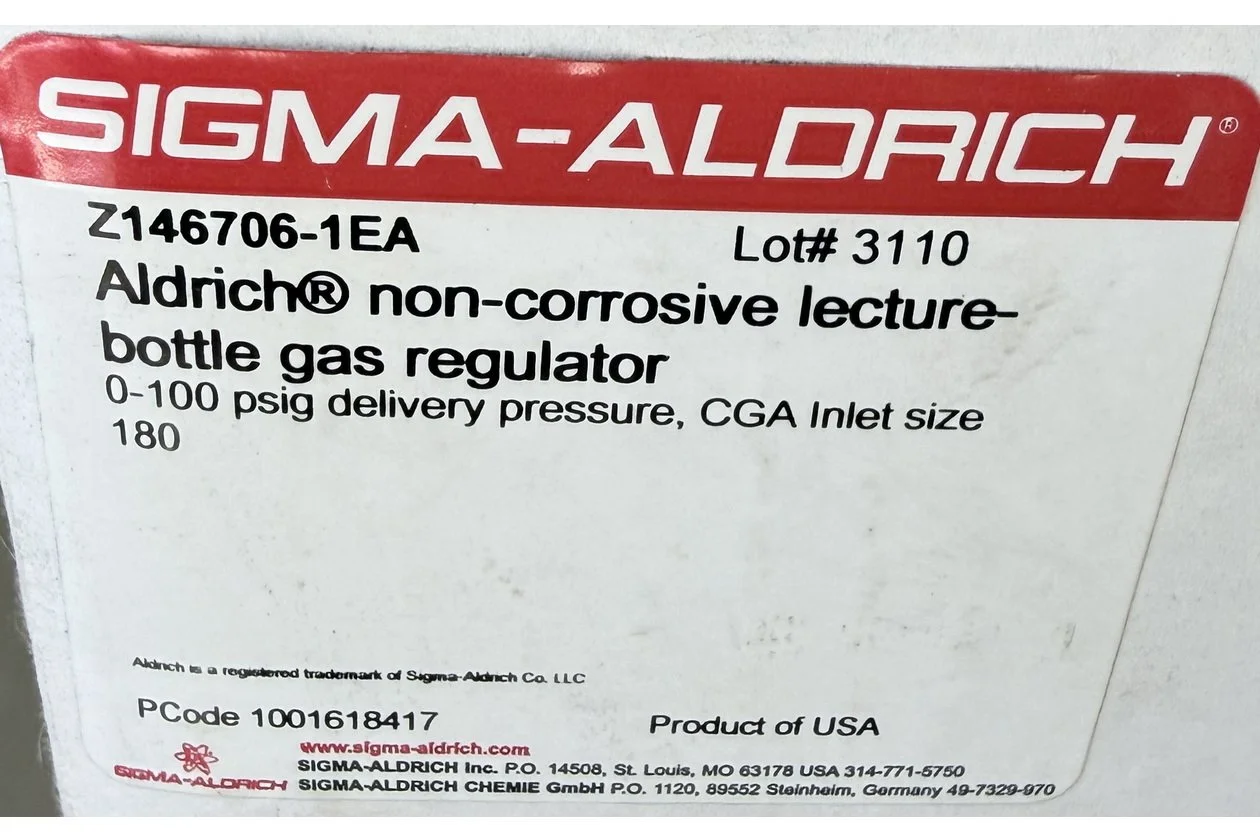 SIGMA-ALDRICH®
Z146706-1EA Lot# 3110
Aldrich® non-corrosive lecture-
bottle gas regulator
0-100 psig delivery pressure, CGA Inlet size
180
Aldrich is a registered trademark of Sigma-Aldrich Co. LLC
PCode 1001618417 Product of USA
www.sigma-aldrich.com
SIGMA-ALDRICH Inc. P.O. 14508, St. Louis, MO 63178 USA 314-771-5750
SIGMA-ALDRICH SIGMA-ALDRICH CHEMIE GmbH P.O. 1120, 89552 Steinheim, Germany 49-7329-970